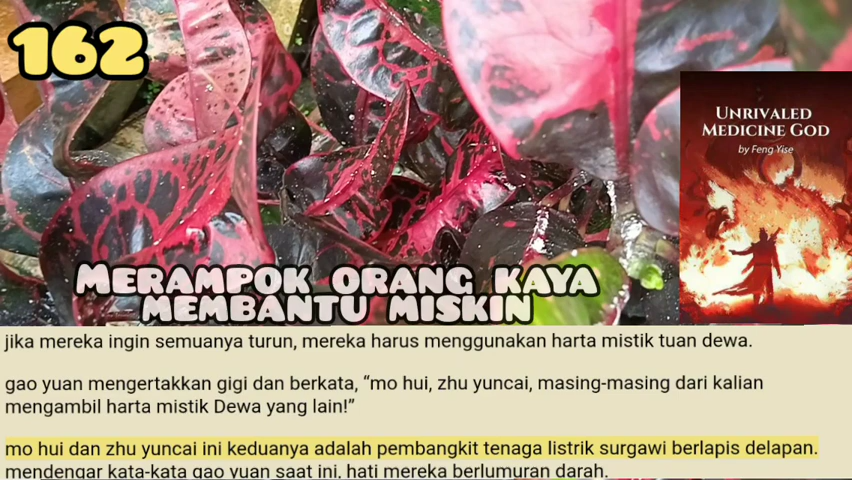 162
UNRIVALED
MEDICINE GOD
by Feng Yise
MERAMPOK ORANG KAYA
MEMBANTU MISKIN
jika mereka ingin semuanya turun, mereka harus menggunakan harta mistik tuan dewa.
gao yuan mengertakkan gigi dan berkata, “mo hui, zhu yuncai, masing-masing dari kalian
mengambil harta mistik Dewa yang lain!”
mo hui dan zhu yuncai ini keduanya adalah pembangkit tenaga listrik surgawi berlapis delapan.
mendengar kata-kata gao yuan saat ini, hati mereka berlumuran darah.